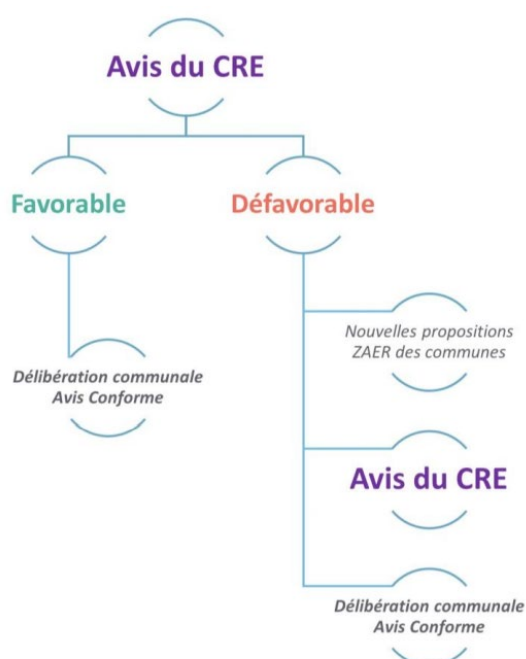 Avis du CRE
Favorable
Défavorable
Délibération communale
Avis Conforme
Nouvelles propositions
ZAER des communes
Avis du CRE
Délibération communale
Avis Conforme